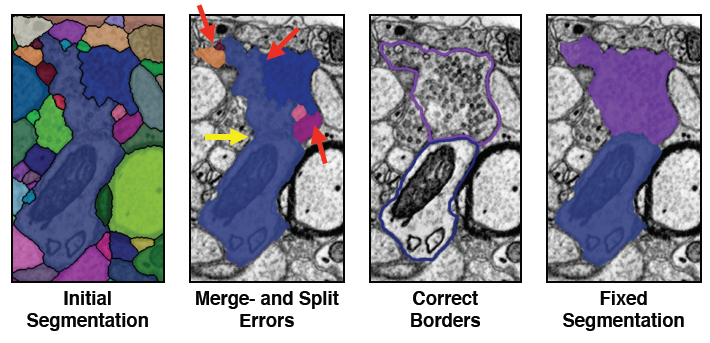 Initial
Segmentation
Merge- and Split
Errors
Correct
Borders
Fixed
Segmentation